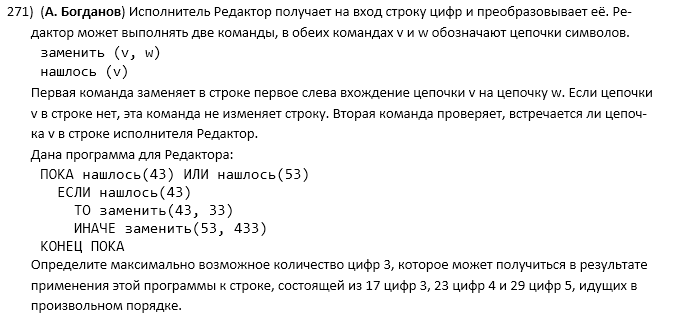 271) (А. Богданов) Исполнитель Редактор получает на вход строку цифр и преобразовывает её. Ре-
дактор может выполнять две команды, в обеих командах v и w обозначают цепочки символов.
заменить (v, w)
нашлось (v)
Первая команда заменяет в строке первое слева вхождение цепочки v на цепочку w. Если цепочки
v в строке нет, эта команда не изменяет строку. Вторая команда проверяет, встречается ли цепоч-
ка v в строке исполнителя Редактор.
Дана программа для Редактора:
ПОКА нашлось(43) ИЛИ нашлось(53)
ЕСЛИ нашлось(43)
ТО заменить(43, 33)
ИНАЧЕ заменить(53, 433)
КОНЕЦ ПОКА
Определите максимально возможное количество цифр 3, которое может получиться в результате
применения этой программы к строке, состоящей из 17 цифр 3, 23 цифр 4 и 29 цифр 5, идущих в
произвольном порядке.